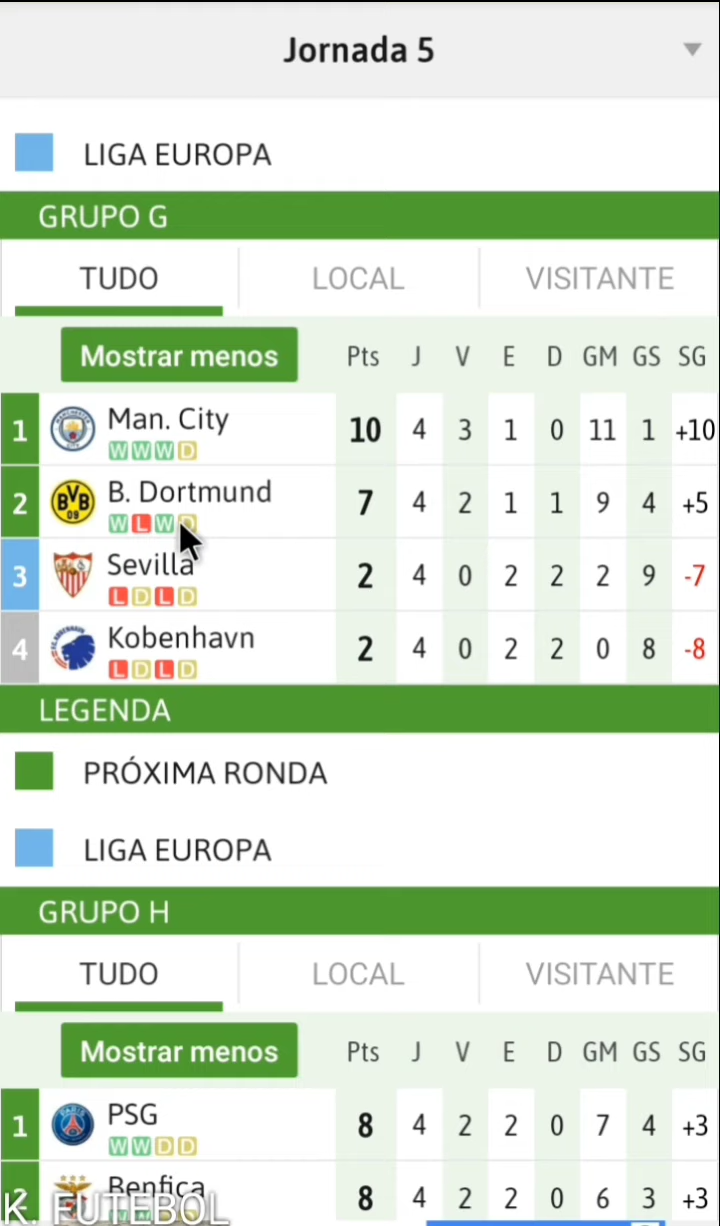 Jornada 5
LIGA EUROPA
GRUPO G
TUDO LOCAL VISITANTE
Mostrar menos Pts J V E D GM GS SG
1 Man. City 10 4 3 1 0 11 1 +10
W W W D
2 B. Dortmund 7 4 2 1 1 9 4 +5
W L W D
3 Sevilla 2 4 0 2 2 2 9 -7
L D L D
4 Kobenhavn 2 4 0 2 2 0 8 -8
L D L D
LEGENDA
PRÓXIMA RONDA
LIGA EUROPA
GRUPO H
TUDO LOCAL VISITANTE
Mostrar menos Pts J V E D GM GS SG
1 PSG 8 4 2 2 0 7 4 +3
W W D D
2 Benfica 8 4 2 2 0 6 3 +3
K. FUTEBOL